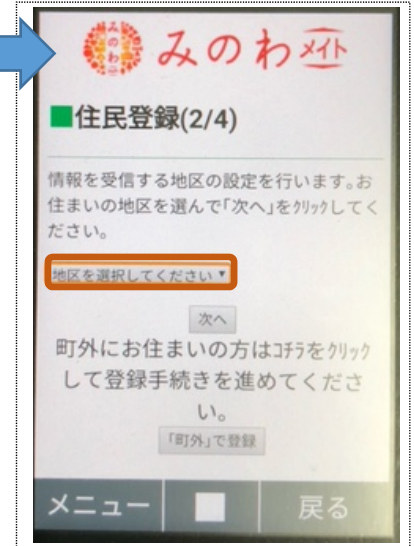 みのわ
みのわメイト
■住民登録(2/4)
情報を受信する地区の設定を行います。お
住まいの地区を選んで「次へ」をクリックしてく
ださい。
地区を選択してください▼
次へ
町外にお住まいの方はコチラをクリック
して登録手続きを進めてくださ
い。
「町外」で登録
メニュー 戻る